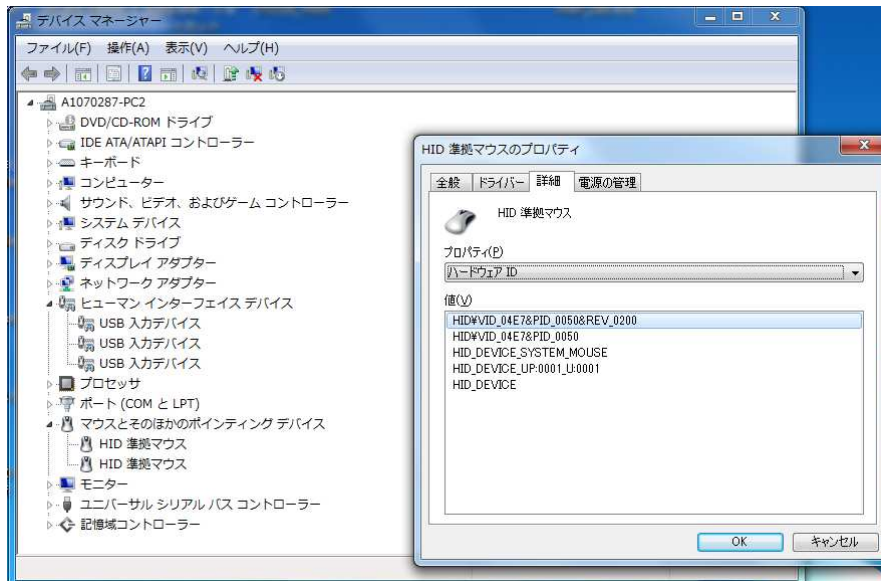 デバイス マネージャー
ファイル(F) 操作(A) 表示(V) ヘルプ(H)
A1070287-PC2
DVD/CD-ROM ドライブ
IDE ATA/ATAPI コントローラー
キーボード
コンピューター
サウンド、ビデオ、およびゲーム コントローラー
システム デバイス
ディスク ドライブ
ディスプレイ アダプター
ネットワーク アダプター
ヒューマン インターフェイス デバイス
USB 入力デバイス
USB 入力デバイス
USB 入力デバイス
プロセッサ
ポート (COM と LPT)
マウスとそのほかのポインティング デバイス
HID 準拠マウス
HID 準拠マウス
モニター
ユニバーサル シリアル バス コントローラー
記憶域コントローラー
HID 準拠マウスのプロパティ
全般 ドライバー 詳細 電源の管理
HID 準拠マウス
プロパティ(P)
ハードウェア ID
値(V)
HID¥VID_04E7&PID_0050&REV_0200
HID¥VID_04E7&PID_0050
HID_DEVICE_SYSTEM_MOUSE
HID_DEVICE_UP:0001_U:0001
HID_DEVICE
OK キャンセル